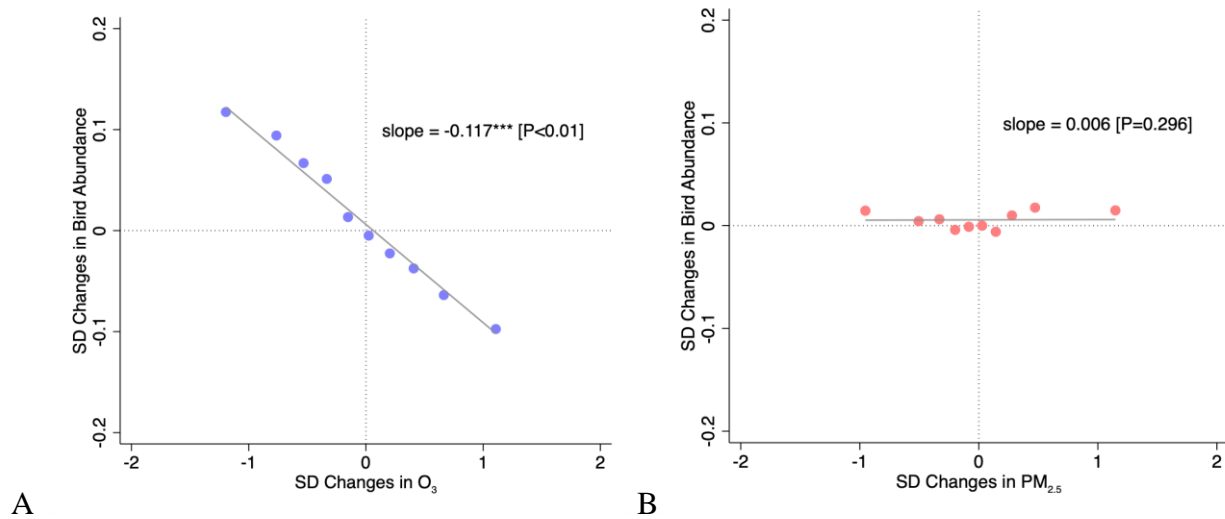 0.2
0.1
0
-0.1
-0.2
SD Changes in Bird Abundance
slope = -0.117*** [P<0.01]
-2 -1 0 1 2
SD Changes in O₃
A
0.2
0.1
0
-0.1
-0.2
SD Changes in Bird Abundance
slope = 0.006 [P=0.296]
-2 -1 0 1 2
SD Changes in PM₂.₅
B